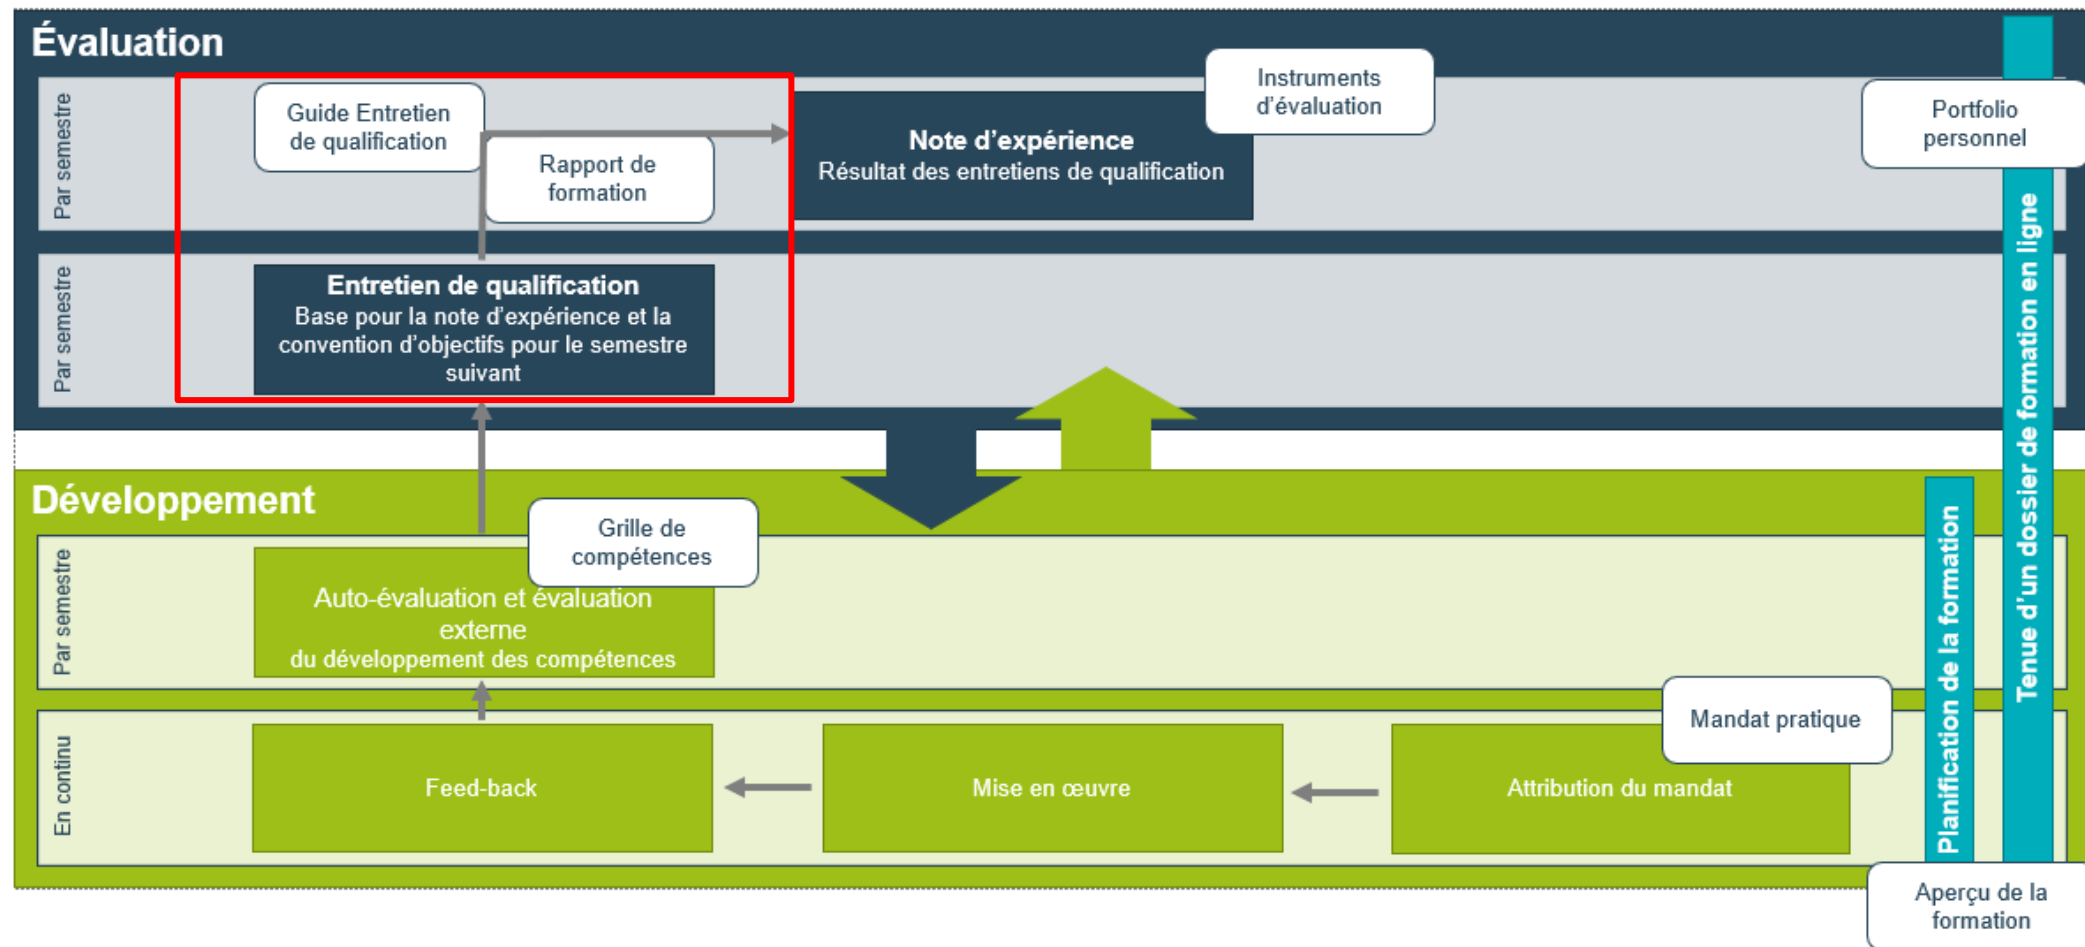 Évaluation
Par semestre
Guide Entretien
de qualification
Rapport de
formation
Note d'expérience
Résultat des entretiens de qualification
Instruments
d'évaluation
Portfolio
personnel
Par semestre
Entretien de qualification
Base pour la note d'expérience et la
convention d'objectifs pour le semestre
suivant
Tenue d'un dossier de formation en ligne
Développement
Par semestre
Grille de
compétences
Auto-évaluation et évaluation
externe
du développement des compétences
Planification de la formation
En continu
Feed-back
Mise en œuvre
Attribution du mandat
Mandat pratique
Aperçu de la
formation